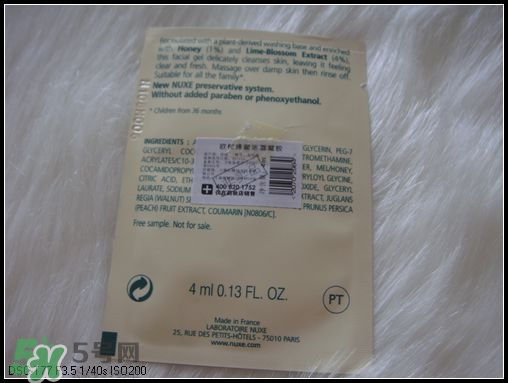 Formulated with a plant-derived washing base and enriched
with Honey (1%) and Lime-Blossom Extract (4%),
this facial gel delicately cleanses skin, leaving it feeling
clear and fresh. Massage over damp skin then rinse off.
Suitable for all the family*.
New NUXE preservative system.
Without added paraben or phenoxyethanol.
* Children from 36 months
INGREDIENTS : GLYCERIN, PEG-7
GLYCERYL TROMETHAMINE,
ACRYLATES/C10-3 MEL/HONEY,
COCAMIDOPROPY GLYCINE,
CITRIC ACID, GLYCERYL
LAURATE, SODIUM EXTRACT, JUGLANS
REGIA (WALNUT) PRUNUS PERSICA
(PEACH) FRUIT EXTRACT, COUMARIN [N0806/C].
400 820 1752
Free sample. Not for sale.
4 ml 0.13 FL. OZ.
PT
Made in France
LABORATOIRE NUXE
25, RUE DES PETITS-HÔTELS - 75010 PARIS
www.nuxe.com
5号网
DSC-T77 F3.5 1/40s ISO200